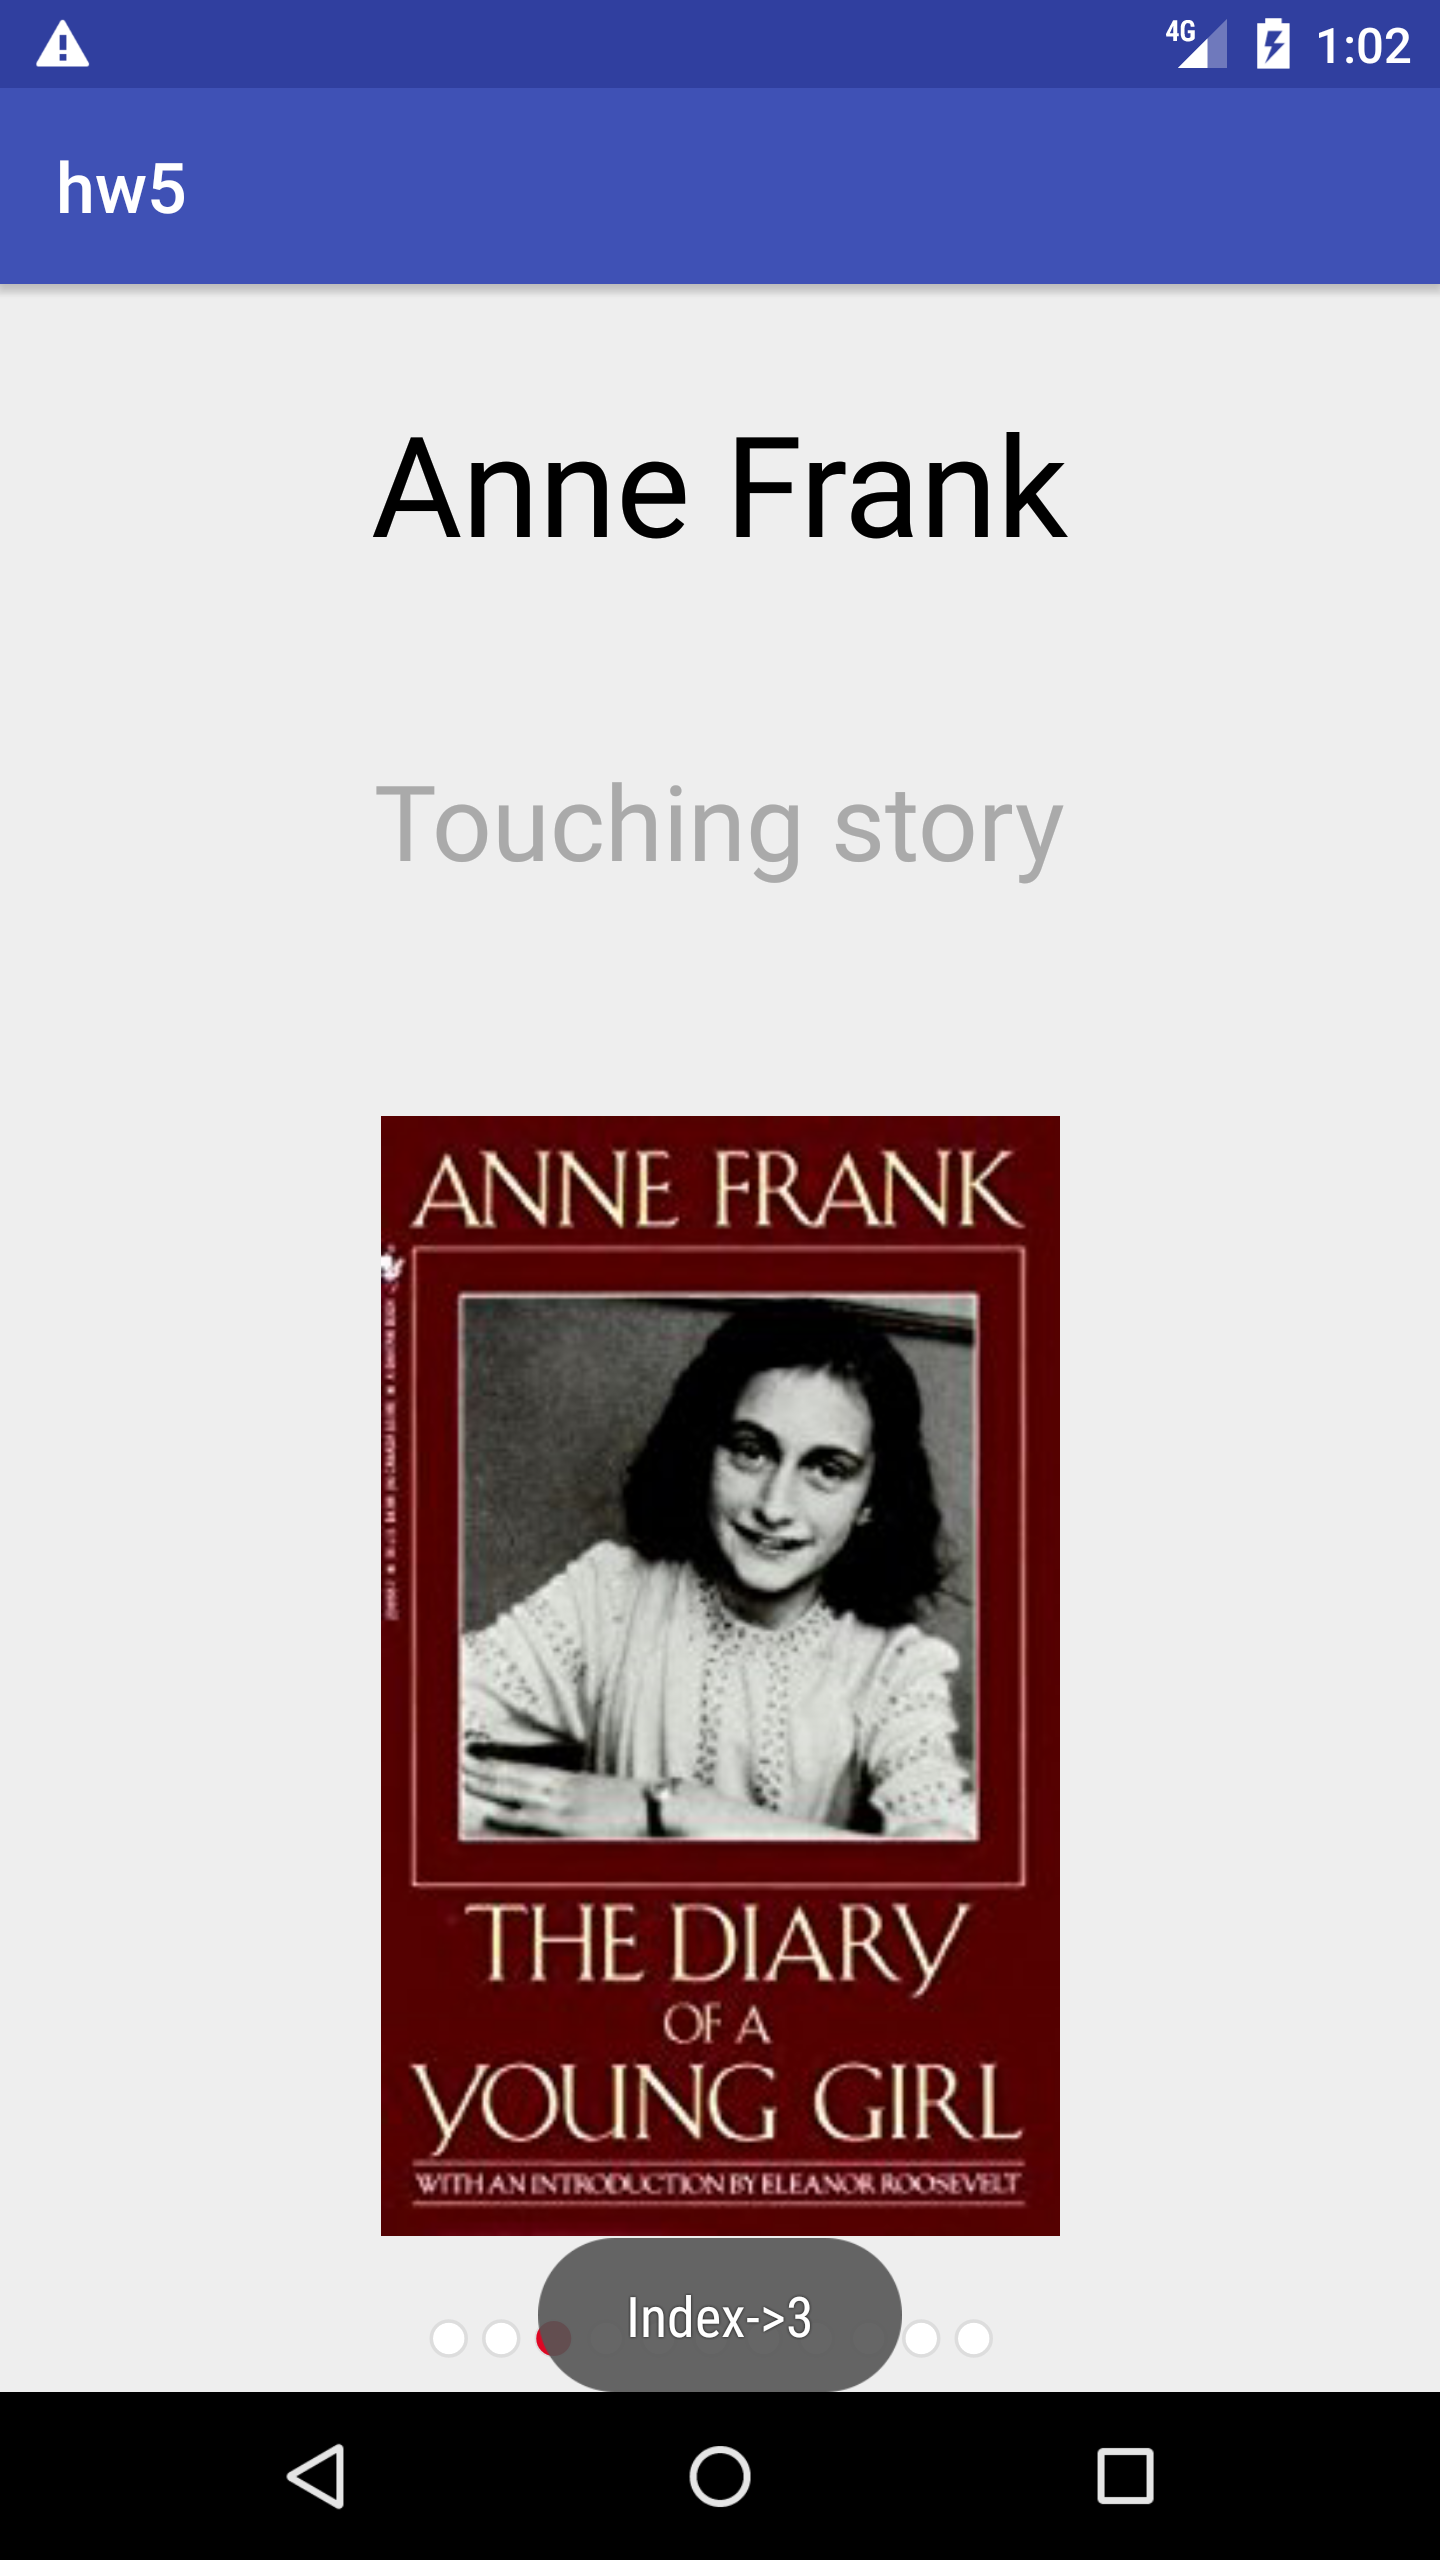 4G 1:02
hw5
Anne Frank
Touching story
ANNE FRANK
THE DIARY
OF A
YOUNG GIRL
WITH AN INTRODUCTION BY ELEANOR ROOSEVELT
Index->3